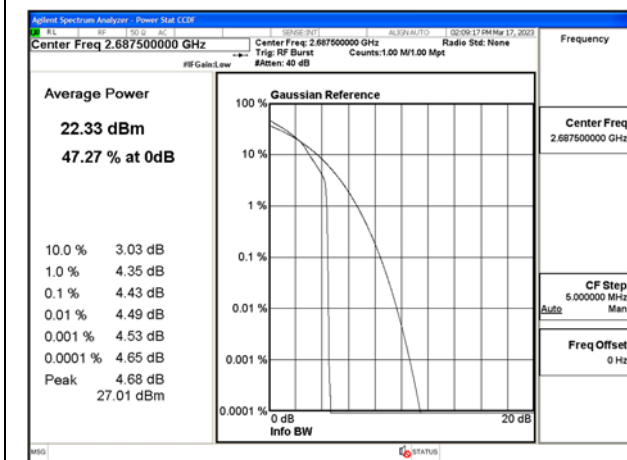 Agilent Spectrum Analyzer - Power Stat CCDF
RL RF 50 Ω AC SENSE:INT ALIGN AUTO 02:09:17 PM Mar 17, 2023
Center Freq 2.687500000 GHz
Center Freq: 2.687500000 GHz Radio Std: None
Trig: RF Burst Counts:1.00 M/1.00 Mpt
#IFGain:Low #Atten: 40 dB
Frequency
Average Power
22.33 dBm
47.27 % at 0dB
10.0 % 3.03 dB
1.0 % 4.35 dB
0.1 % 4.43 dB
0.01 % 4.49 dB
0.001 % 4.53 dB
0.0001 % 4.65 dB
Peak 4.68 dB
27.01 dBm
Gaussian Reference
100 %
10 %
1 %
0.1 %
0.01 %
0.001 %
0.0001 %
0 dB 20 dB
Info BW
Center Freq
2.687500000 GHz
CF Step
5.000000 MHz
Auto Man
Freq Offset
0 Hz
MSG STATUS